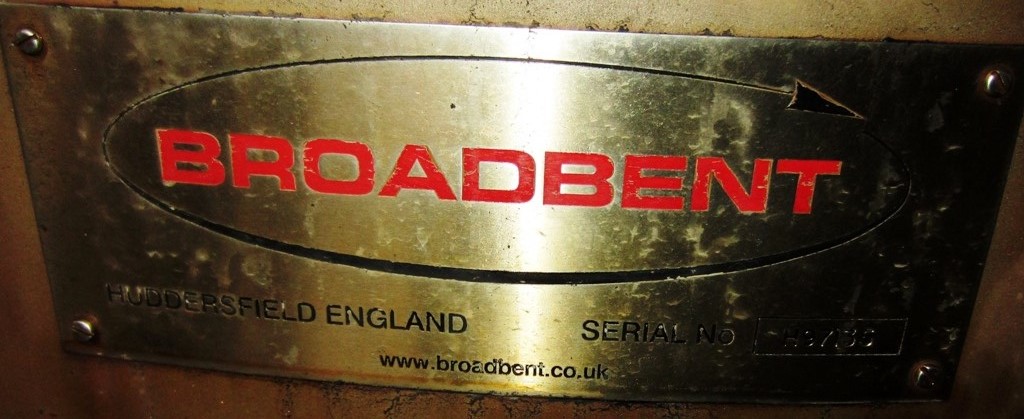 BROADBENT
HUDDERSFIELD ENGLAND
SERIAL No
www.broadbent.co.uk